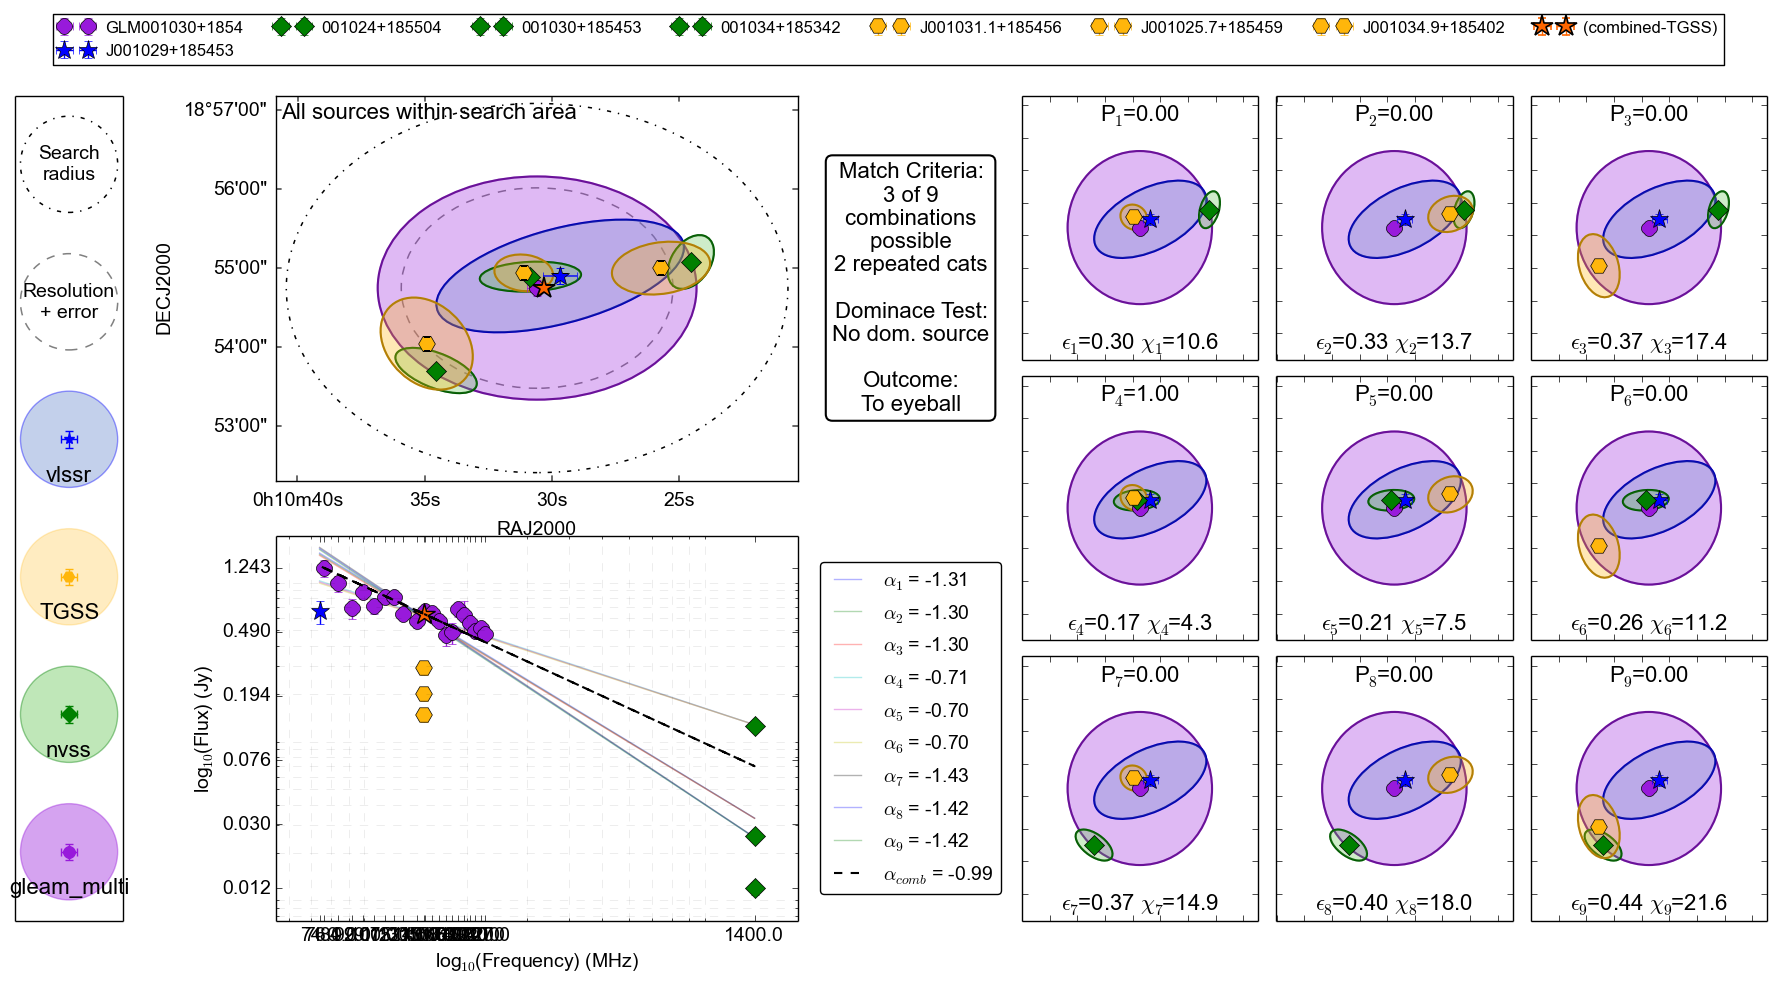 GLM001030+1854 001024+185504 001030+185453 001034+185342 J001031.1+185456 J001025.7+185459 J001034.9+185402 (combined-TGSS)
J001029+185453
Search
radius
Resolution
+ error
vlssr
TGSS
nvss
gleam_multi
All sources within search area
18°57'00"
56'00"
55'00"
54'00"
53'00"
DECJ2000
0h10m40s 35s 30s 25s
RAJ2000
Match Criteria:
3 of 9
combinations
possible
2 repeated cats
Dominace Test:
No dom. source
Outcome:
To eyeball
1.243
0.490
0.194
0.076
0.030
0.012
log10(Flux) (Jy)
1400.0
log10(Frequency) (MHz)
α1 = -1.31
α2 = -1.30
α3 = -1.30
α4 = -0.71
α5 = -0.70
α6 = -0.70
α7 = -1.43
α8 = -1.42
α9 = -1.42
αcomb = -0.99
P1=0.00
ϵ1=0.30 χ1=10.6
P2=0.00
ϵ2=0.33 χ2=13.7
P3=0.00
ϵ3=0.37 χ3=17.4
P4=1.00
ϵ4=0.17 χ4=4.3
P5=0.00
ϵ5=0.21 χ5=7.5
P6=0.00
ϵ6=0.26 χ6=11.2
P7=0.00
ϵ7=0.37 χ7=14.9
P8=0.00
ϵ8=0.40 χ8=18.0
P9=0.00
ϵ9=0.44 χ9=21.6